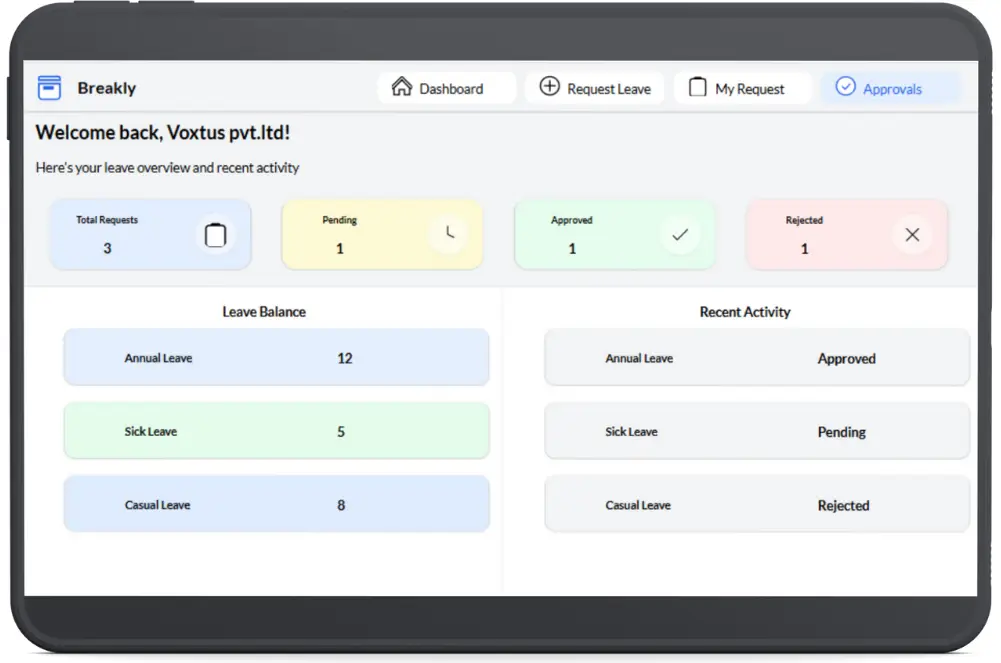 Breakly
Dashboard
Request Leave
My Request
Approvals
Welcome back, Voxtus pvt.ltd!
Here's your leave overview and recent activity
Total Requests
3
Pending
1
Approved
1
Rejected
1
Leave Balance
Annual Leave 12
Sick Leave 5
Casual Leave 8
Recent Activity
Annual Leave Approved
Sick Leave Pending
Casual Leave Rejected